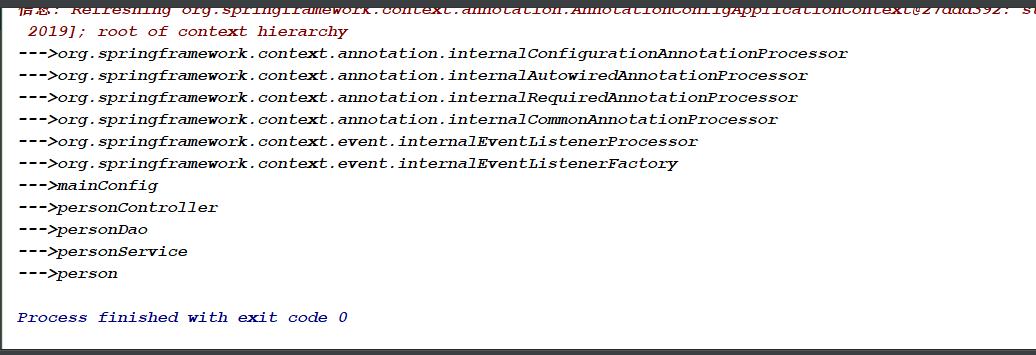 信息: Refreshing org.springframework.context.annotation.AnnotationConfigApplicationContext@27ddd392:
2019]; root of context hierarchy
--->org.springframework.context.annotation.internalConfigurationAnnotationProcessor
--->org.springframework.context.annotation.internalAutowiredAnnotationProcessor
--->org.springframework.context.annotation.internalRequiredAnnotationProcessor
--->org.springframework.context.annotation.internalCommonAnnotationProcessor
--->org.springframework.context.event.internalEventListenerProcessor
--->org.springframework.context.event.internalEventListenerFactory
--->mainConfig
--->personController
--->personDao
--->personService
--->person
Process finished with exit code 0